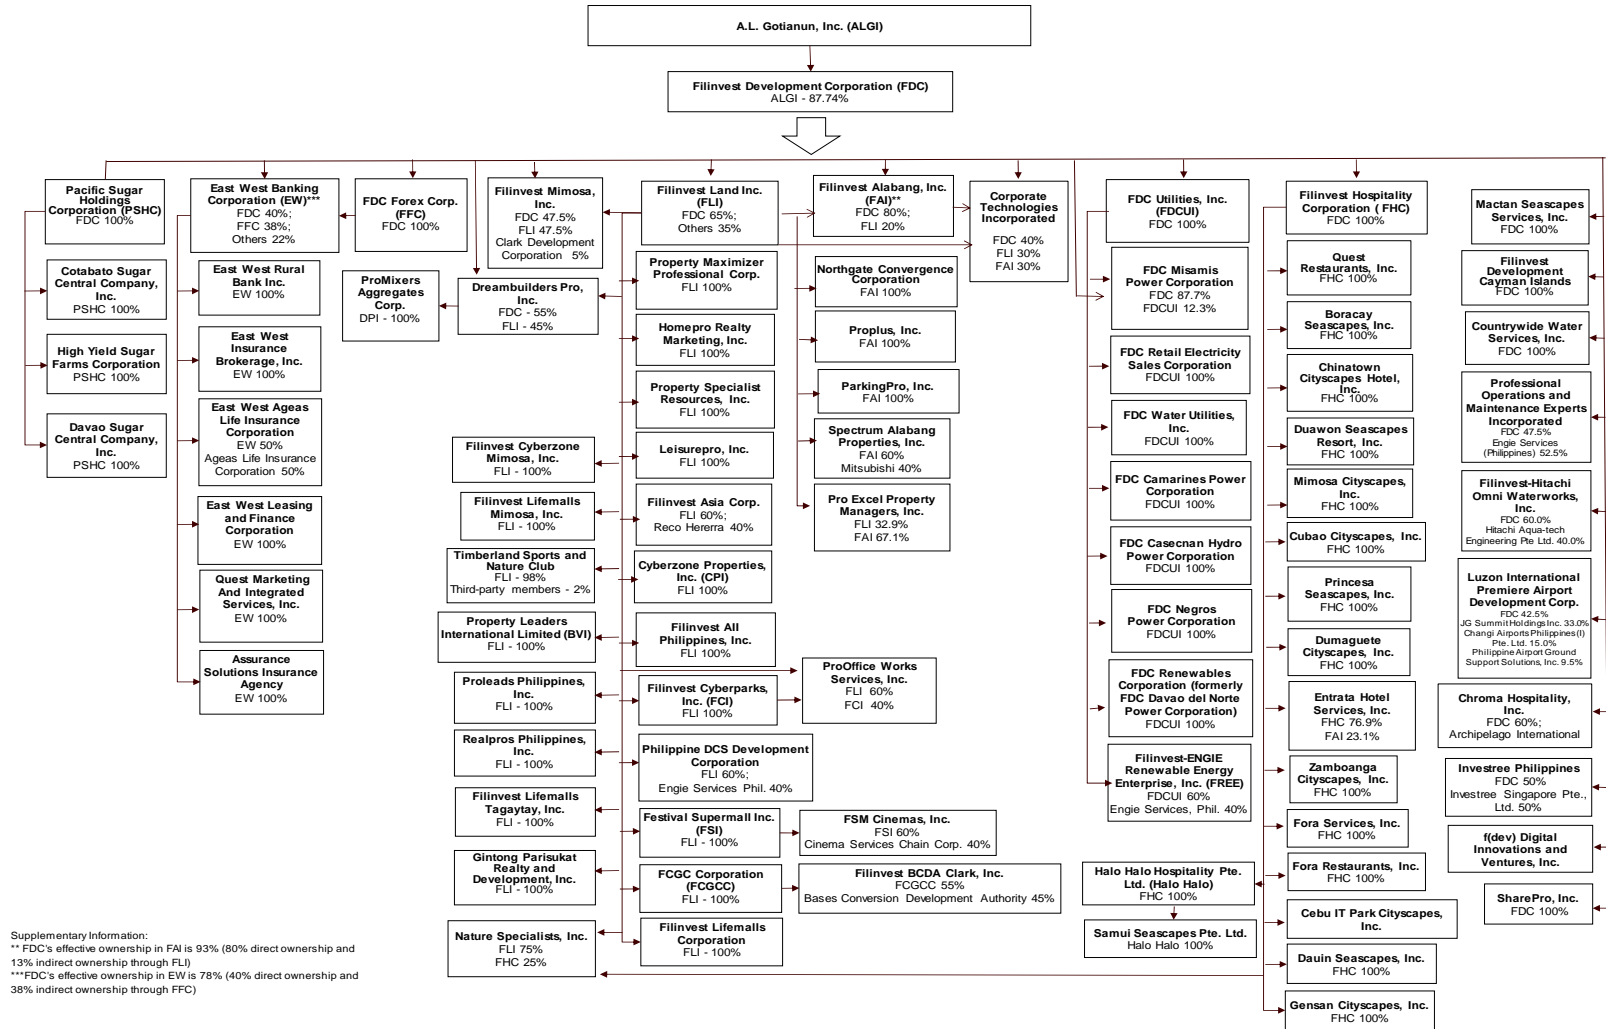 A.L. Gotianun, Inc. (ALGI)
Filinvest Development Corporation (FDC)
ALGI - 87.74%
Pacific Sugar
Holdings
Corporation (PSHC)
FDC 100%
Cotabato Sugar
Central Company,
Inc.
PSHC 100%
High Yield Sugar
Farms Corporation
PSHC 100%
Davao Sugar
Central Company,
Inc.
PSHC 100%
East West Banking
Corporation (EW)***
FDC 40%;
FFC 38%;
Others 22%
East West Rural
Bank Inc.
EW 100%
East West
Insurance
Brokerage, Inc.
EW 100%
East West Ageas
Life Insurance
Corporation
EW 50%
Ageas Life Insurance
Corporation 50%
East West Leasing
and Finance
Corporation
EW 100%
Quest Marketing
And Integrated
Services, Inc.
EW 100%
Assurance
Solutions Insurance
Agency
EW 100%
FDC Forex Corp.
(FFC)
FDC 100%
ProMixers
Aggregates
Corp.
DPI - 100%
Filinvest Mimosa,
Inc.
FDC 47.5%
FLI 47.5%
Clark Development
Corporation 5%
Dreambuilders Pro,
Inc.
FDC - 55%
FLI - 45%
Filinvest Cyberzone
Mimosa, Inc.
FLI - 100%
Filinvest Lifemalls
Mimosa, Inc.
FLI - 100%
Timberland Sports and
Nature Club
FLI - 98%
Third-party members - 2%
Property Leaders
International Limited (BVI)
FLI - 100%
Proleads Philippines,
Inc.
FLI - 100%
Realpros Philippines,
Inc.
FLI - 100%
Filinvest Lifemalls
Tagaytay, Inc.
FLI - 100%
Gintong Parisukat
Realty and
Development, Inc.
FLI - 100%
Nature Specialists, Inc.
FLI 75%
FHC 25%
Filinvest Land Inc.
(FLI)
FDC 65%;
Others 35%
Property Maximizer
Professional Corp.
FLI 100%
Homepro Realty
Marketing, Inc.
FLI 100%
Property Specialist
Resources, Inc.
FLI 100%
Leisurepro, Inc.
FLI 100%
Filinvest Asia Corp.
FLI 60%;
Reco Hererra 40%
Cyberzone Properties,
Inc. (CPI)
FLI 100%
Filinvest All
Philippines, Inc.
FLI 100%
Filinvest Cyberparks,
Inc. (FCI)
FLI 100%
Philippine DCS Development
Corporation
FLI 60%;
Engie Services Phil. 40%
Festival Supermall Inc.
(FSI)
FLI - 100%
FCGC Corporation
(FCGCC)
FLI - 100%
Filinvest Lifemalls
Corporation
FLI - 100%
Filinvest Alabang, Inc.
(FAI)**
FDC 80%;
FLI 20%
Northgate Convergence
Corporation
FAI 100%
Proplus, Inc.
FAI 100%
ParkingPro, Inc.
FAI 100%
Spectrum Alabang
Properties, Inc.
FAI 60%
Mitsubishi 40%
Pro Excel Property
Managers, Inc.
FLI 32.9%
FAI 67.1%
ProOffice Works
Services, Inc.
FLI 60%
FCI 40%
FSM Cinemas, Inc.
FSI 60%
Cinema Services Chain Corp. 40%
Filinvest BCDA Clark, Inc.
FCGCC 55%
Bases Conversion Development Authority 45%
Corporate
Technologies
Incorporated
FDC 40%
FLI 30%
FAI 30%
FDC Utilities, Inc.
(FDCUI)
FDC 100%
FDC Misamis
Power Corporation
FDC 87.7%
FDCUI 12.3%
FDC Retail Electricity
Sales Corporation
FDCUI 100%
FDC Water Utilities,
Inc.
FDCUI 100%
FDC Camarines Power
Corporation
FDCUI 100%
FDC Casecnan Hydro
Power Corporation
FDCUI 100%
FDC Negros
Power Corporation
FDCUI 100%
FDC Renewables
Corporation (formerly
FDC Davao del Norte
Power Corporation)
FDCUI 100%
Filinvest-ENGIE
Renewable Energy
Enterprise, Inc. (FREE)
FDCUI 60%
Engie Services, Phil. 40%
Halo Halo Hospitality Pte.
Ltd. (Halo Halo)
FHC 100%
Samui Seascapes Pte. Ltd.
Halo Halo 100%
Filinvest Hospitality
Corporation ( FHC)
FDC 100%
Quest
Restaurants, Inc.
FHC 100%
Boracay
Seascapes, Inc.
FHC 100%
Chinatown
Cityscapes Hotel,
Inc.
FHC 100%
Duawon Seascapes
Resort, Inc.
FHC 100%
Mimosa Cityscapes,
Inc.
FHC 100%
Cubao Cityscapes, Inc.
FHC 100%
Princesa
Seascapes, Inc.
FHC 100%
Dumaguete
Cityscapes, Inc.
FHC 100%
Entrata Hotel
Services, Inc.
FHC 76.9%
FAI 23.1%
Zamboanga
Cityscapes, Inc.
FHC 100%
Fora Services, Inc.
FHC 100%
Fora Restaurants, Inc.
FHC 100%
Cebu IT Park Cityscapes,
Inc.
Dauin Seascapes, Inc.
FHC 100%
Gensan Cityscapes, Inc.
FHC 100%
Mactan Seascapes
Services, Inc.
FDC 100%
Filinvest
Development
Cayman Islands
FDC 100%
Countrywide Water
Services, Inc.
FDC 100%
Professional
Operations and
Maintenance Experts
Incorporated
FDC 47.5%
Engie Services
(Philippines) 52.5%
Filinvest-Hitachi
Omni Waterworks,
Inc.
FDC 60.0%
Hitachi Aqua-tech
Engineering Pte Ltd. 40.0%
Luzon International
Premiere Airport
Development Corp.
FDC 42.5%
JG Summit Holdings Inc. 33.0%
Changi Airports Philippines (I)
Pte. Ltd. 15.0%
Philippine Airport Ground
Support Solutions, Inc. 9.5%
Chroma Hospitality,
Inc.
FDC 60%;
Archipelago International
Investree Philippines
FDC 50%
Investree Singapore Pte.,
Ltd. 50%
f(dev) Digital
Innovations and
Ventures, Inc.
SharePro, Inc.
FDC 100%
Supplementary Information:
** FDC's effective ownership in FAI is 93% (80% direct ownership and
13% indirect ownership through FLI)
***FDC's effective ownership in EW is 78% (40% direct ownership and
38% indirect ownership through FFC)